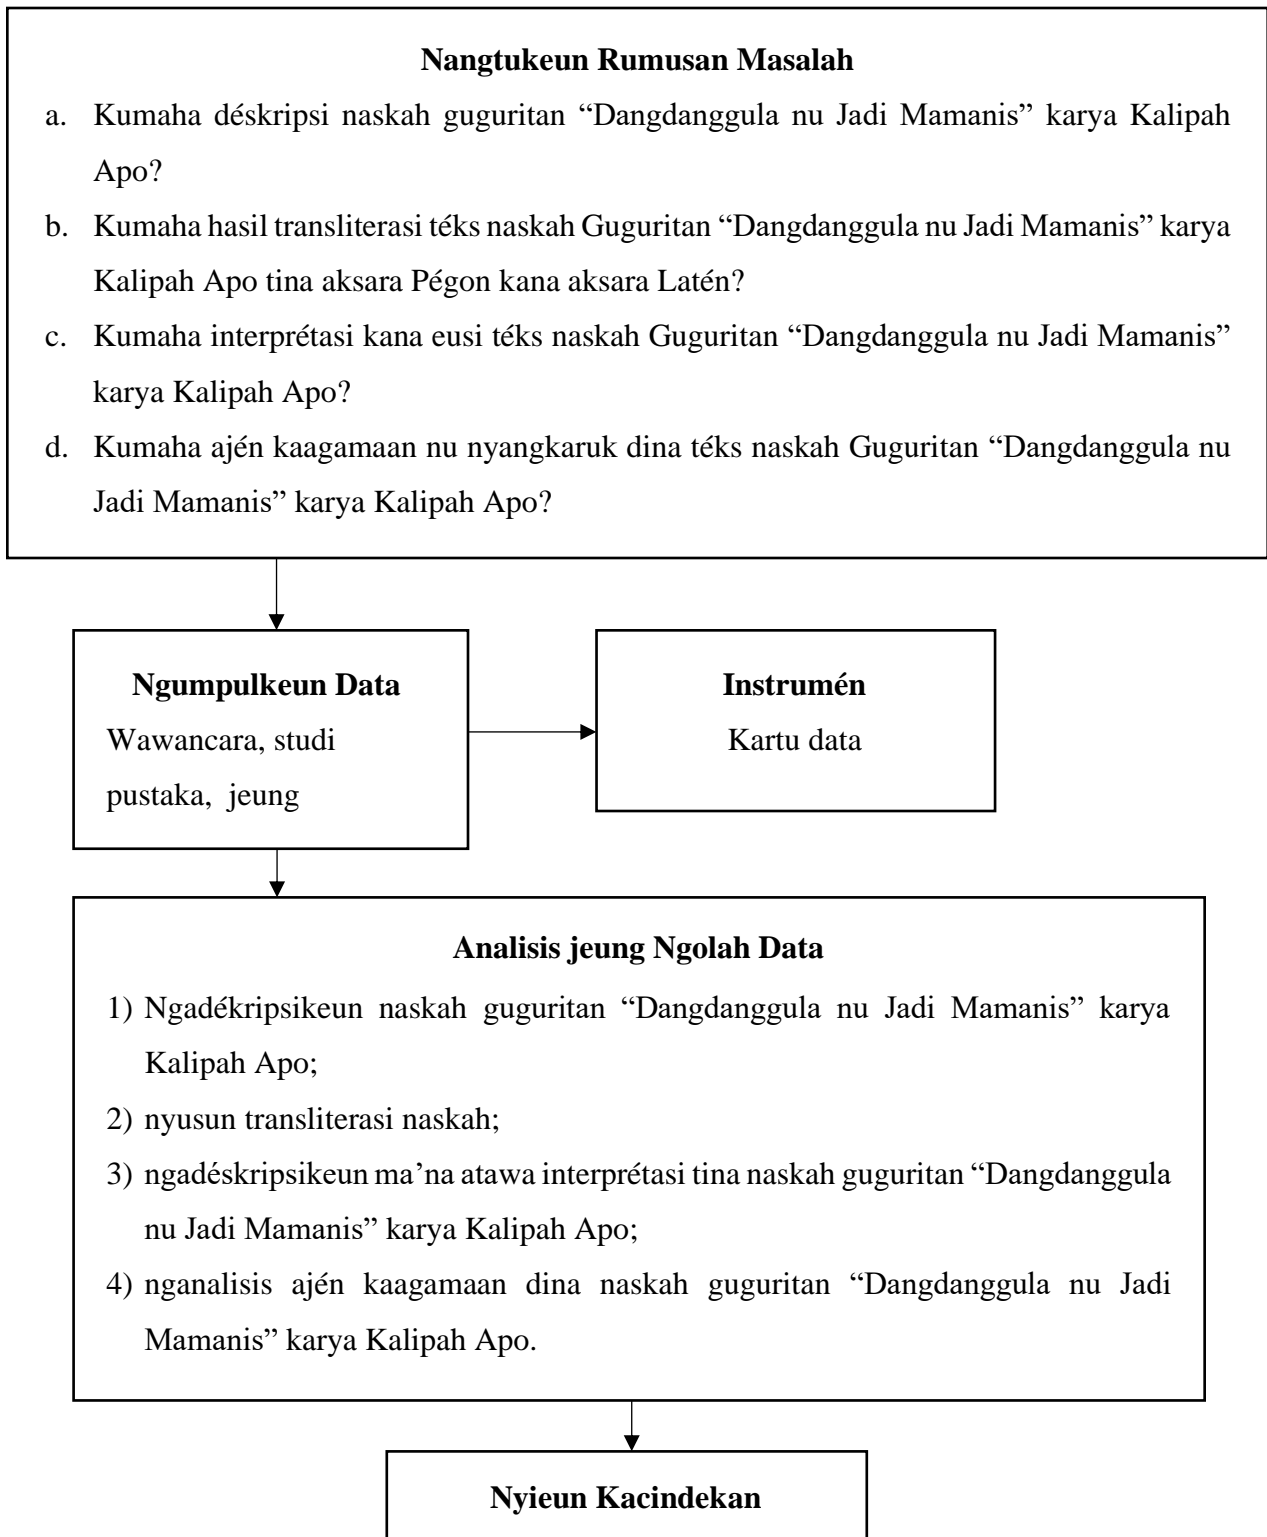 Nangtukeun Rumusan Masalah
a. Kumaha déskripsi naskah guguritan “Dangdanggula nu Jadi Mamanis” karya Kalipah
Apo?
b. Kumaha hasil transliterasi téks naskah Guguritan “Dangdanggula nu Jadi Mamanis” karya
Kalipah Apo tina aksara Pégon kana aksara Latén?
c. Kumaha interprétasi kana eusi téks naskah Guguritan “Dangdanggula nu Jadi Mamanis”
karya Kalipah Apo?
d. Kumaha ajén kaagamaan nu nyangkaruk dina téks naskah Guguritan “Dangdanggula nu
Jadi Mamanis” karya Kalipah Apo?
Ngumpulkeun Data
Wawancara, studi
pustaka, jeung
Instrumén
Kartu data
Analisis jeung Ngolah Data
1) Ngadékripsikeun naskah guguritan “Dangdanggula nu Jadi Mamanis” karya
Kalipah Apo;
2) nyusun transliterasi naskah;
3) ngadéskripsikeun ma’na atawa interprétasi tina naskah guguritan “Dangdanggula
nu Jadi Mamanis” karya Kalipah Apo;
4) nganalisis ajén kaagamaan dina naskah guguritan “Dangdanggula nu Jadi
Mamanis” karya Kalipah Apo.
Nyieun Kacindekan